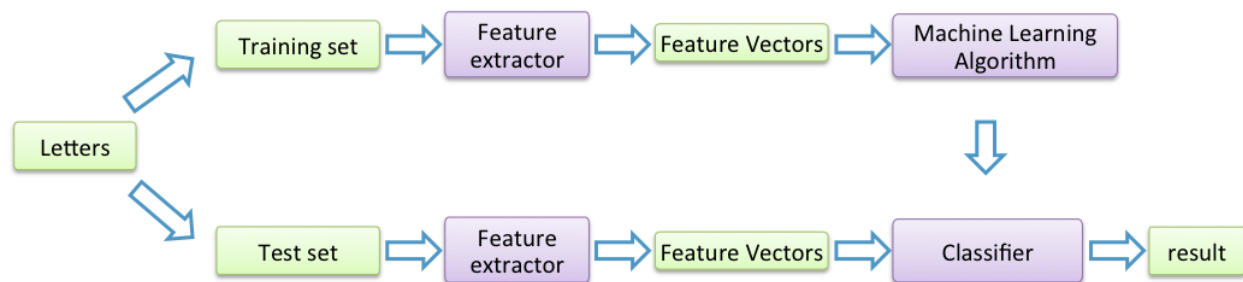 Training set
Feature
extractor
Feature Vectors
Machine Learning
Algorithm
Letters
Test set
Feature
extractor
Feature Vectors
Classifier
result